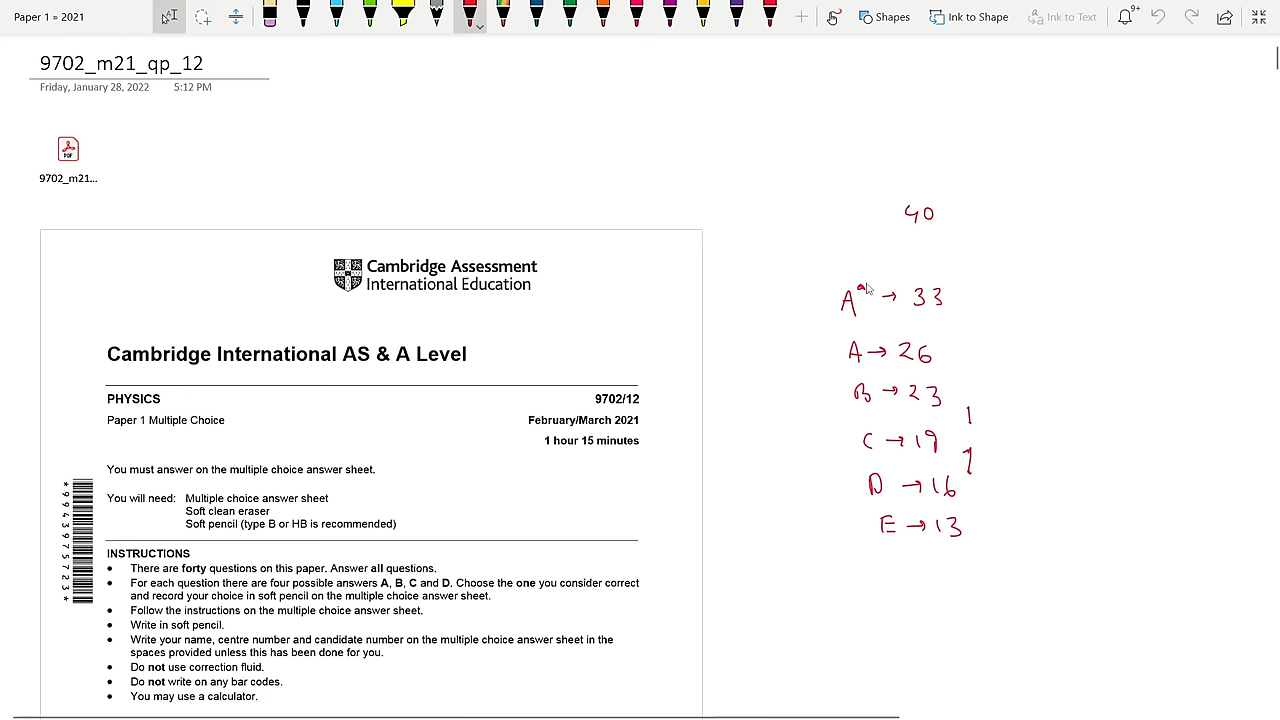 Paper 1 » 2021
Shapes
Ink to Shape
Ink to Text
9+
9702_m21_qp_12
Friday, January 28, 2022 5:12 PM
PDF
9702_m21...
40
Cambridge Assessment
International Education
A* → 33
A → 26
B → 23
C → 19
D → 16
E → 13
Cambridge International AS & A Level
PHYSICS 9702/12
Paper 1 Multiple Choice February/March 2021
1 hour 15 minutes
You must answer on the multiple choice answer sheet.
You will need: Multiple choice answer sheet
Soft clean eraser
Soft pencil (type B or HB is recommended)
*9943975723*
INSTRUCTIONS
• There are forty questions on this paper. Answer all questions.
• For each question there are four possible answers A, B, C and D. Choose the one you consider correct
and record your choice in soft pencil on the multiple choice answer sheet.
• Follow the instructions on the multiple choice answer sheet.
• Write in soft pencil.
• Write your name, centre number and candidate number on the multiple choice answer sheet in the
spaces provided unless this has been done for you.
• Do not use correction fluid.
• Do not write on any bar codes.
• You may use a calculator.